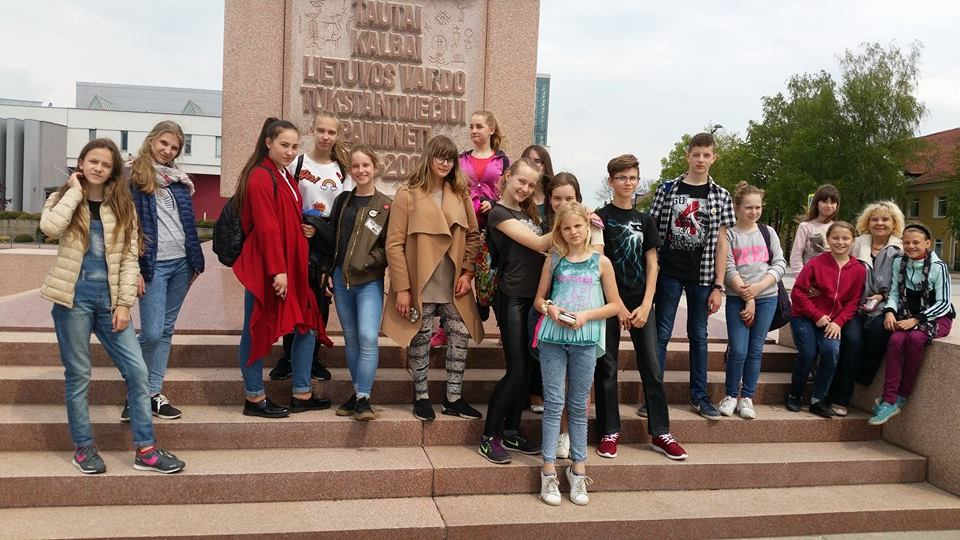 TAUTAI
KALBAI
LIETUVOS VARDO
TŪKSTANTMEČIUI
PAMINĖTI